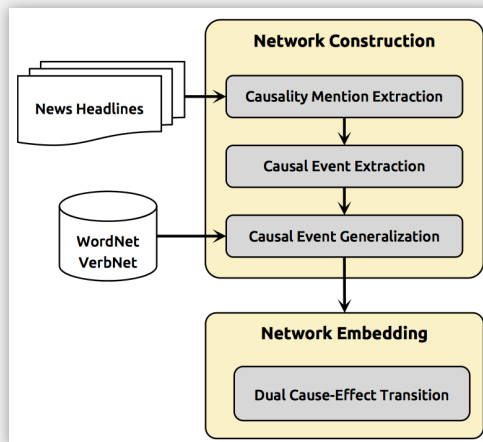 Network Construction
News Headlines
Causality Mention Extraction
Causal Event Extraction
WordNet
VerbNet
Causal Event Generalization
Network Embedding
Dual Cause-Effect Transition